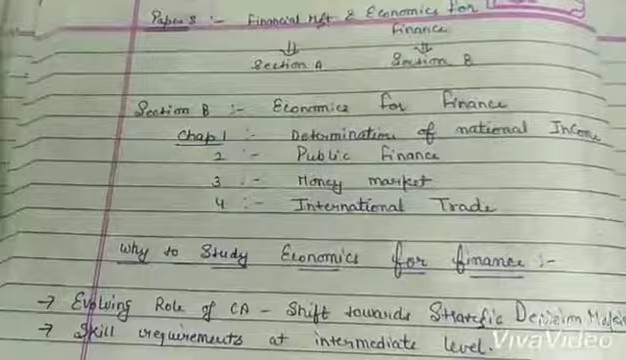 Paper 8 :- Financial Mgt & Economics for
Finance
Section A Section B
Section B :- Economics for Finance
Chap 1 :- Determination of national Income
2 :- Public finance
3 :- Money market
4 :- International Trade
Why to Study Economics for finance :-
→ Evolving Role of CA - Shift towards Strategic Decision
→ Skill requirements at intermediate level.
VivaVideo